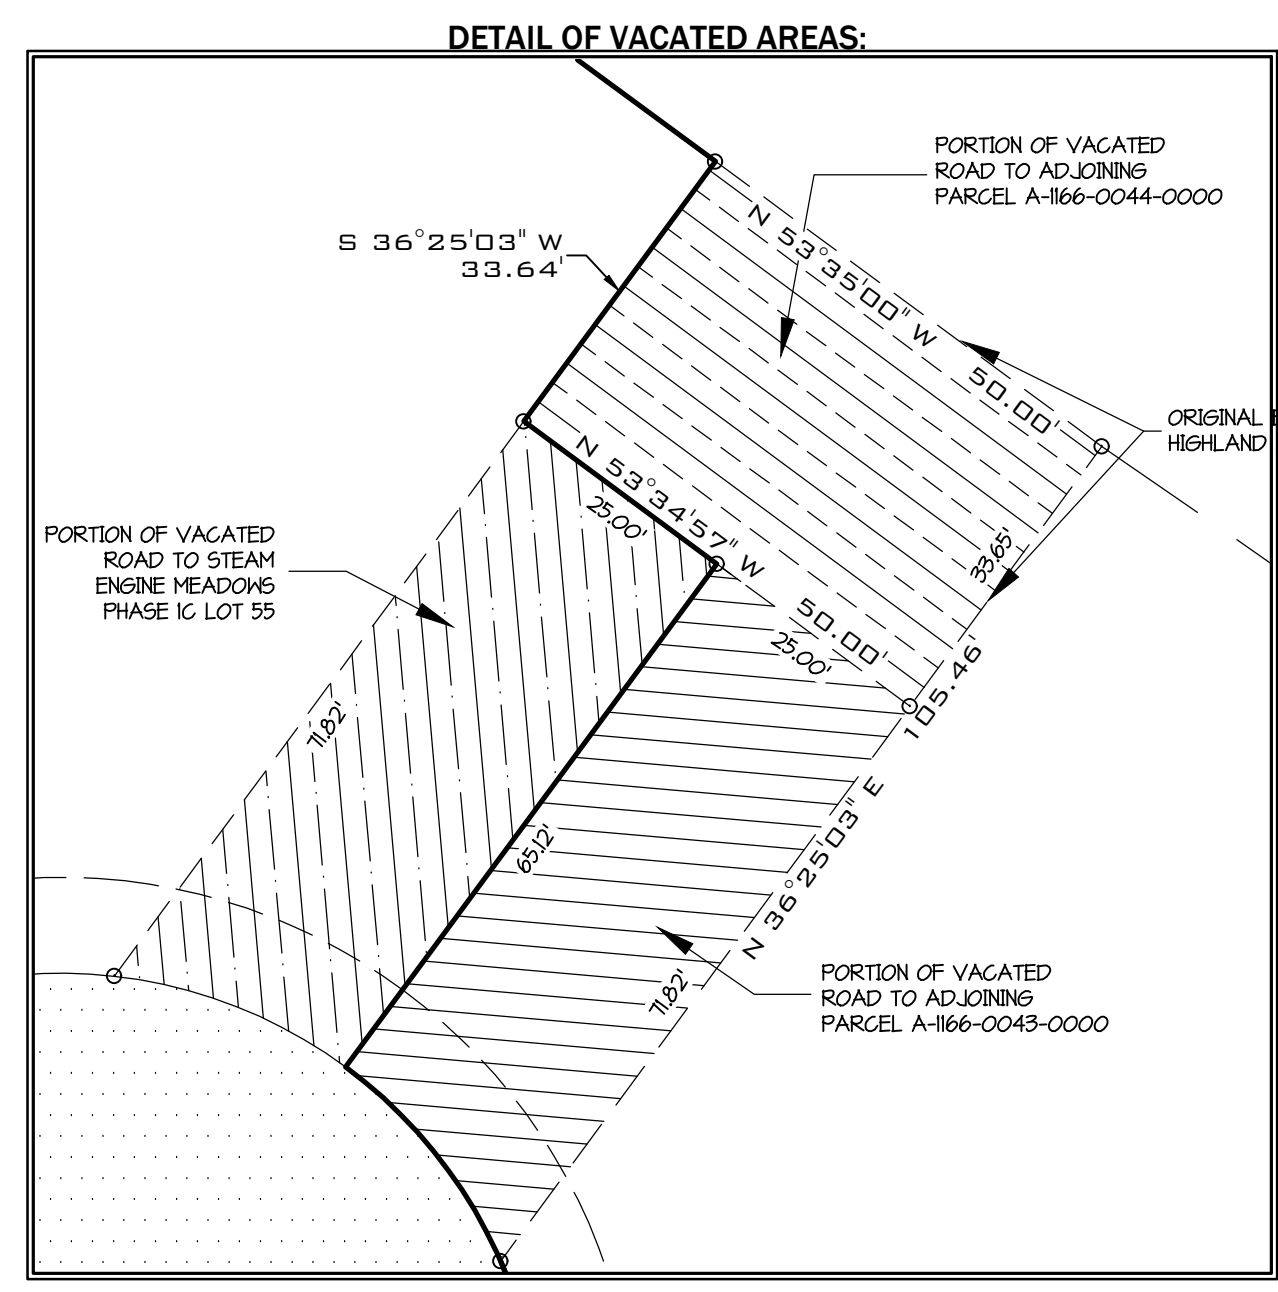 DETAIL OF VACATED AREAS:
PORTION OF VACATED
ROAD TO ADJOINING
PARCEL A-1166-0044-0000
S 36°25'03" W
33.64'
N 53°35'00" W
50.00'
ORIGINAL
HIGHLAND
N 53°34'57" W
25.00'
33.65'
PORTION OF VACATED
ROAD TO STEAM
ENGINE MEADOWS
PHASE 1C LOT 55
50.00'
25.00'
105.46'
71.82'
N 36°25'03" E
65.12'
71.82'
PORTION OF VACATED
ROAD TO ADJOINING
PARCEL A-1166-0043-0000